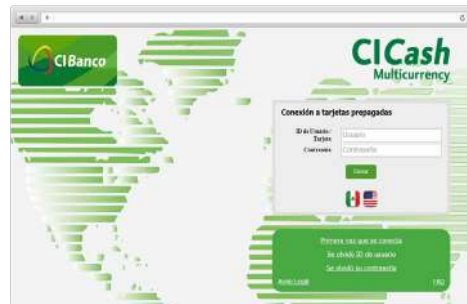 CIBanco
CICash
Multicurrency
Conexión a tarjetas prepagadas
ID de Usuario /
Tarjeta
Usuario
Contraseña
Contraseña
Primera vez que se conecta
Se olvidó ID de usuario
Se olvidó su contraseña
Aviso Legal
FAQ